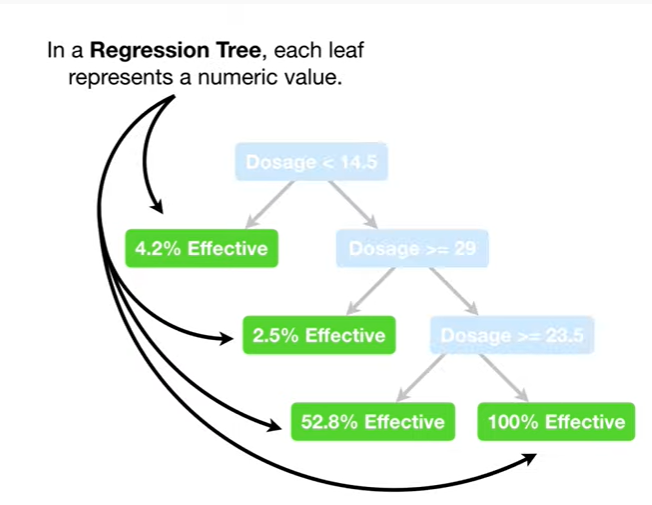 In a Regression Tree, each leaf
represents a numeric value.
Dosage < 14.5
4.2% Effective
Dosage >= 29
2.5% Effective
Dosage >= 23.5
52.8% Effective
100% Effective